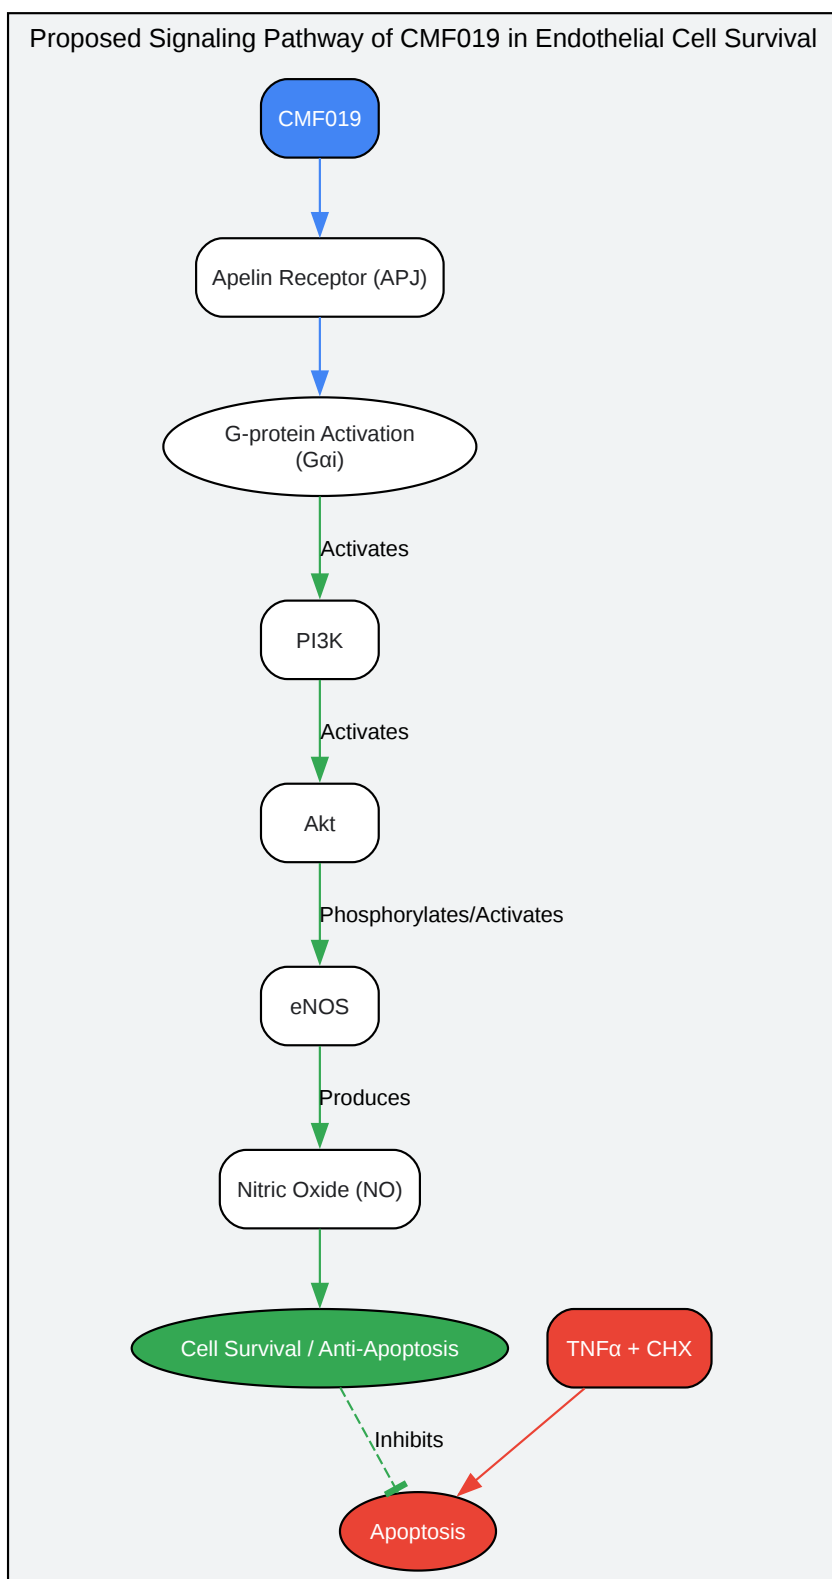 Proposed Signaling Pathway of CMF019 in Endothelial Cell Survival
CMF019
Apelin Receptor (APJ)
G-protein Activation
(Gαi)
Activates
PI3K
Activates
Akt
Phosphorylates/Activates
eNOS
Produces
Nitric Oxide (NO)
Cell Survival / Anti-Apoptosis
TNFα + CHX
Inhibits
Apoptosis